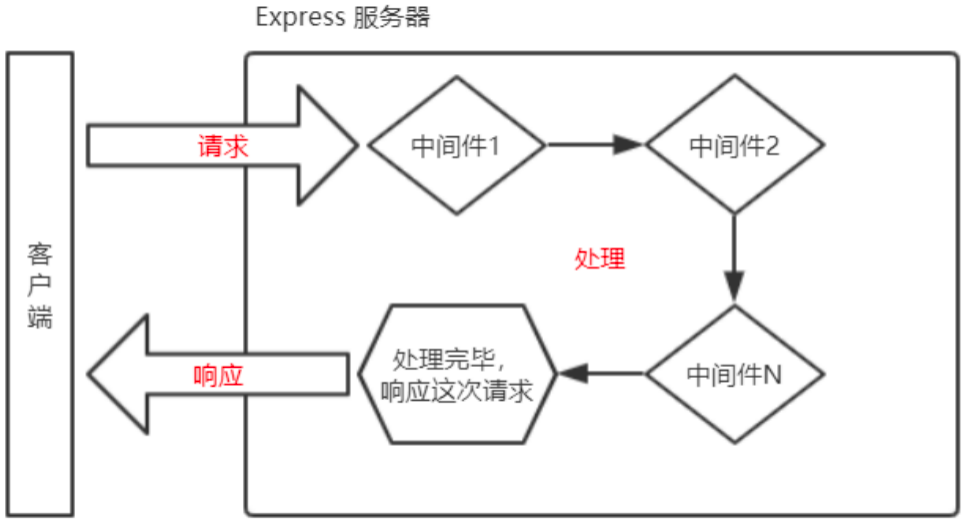 Express 服务器
请求
中间件1
中间件2
客户端
处理
响应
处理完毕，
响应这次请求
中间件N